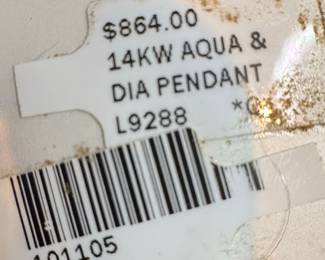 $864.00
14KW AQUA &
DIA PENDANT
L9288
101105